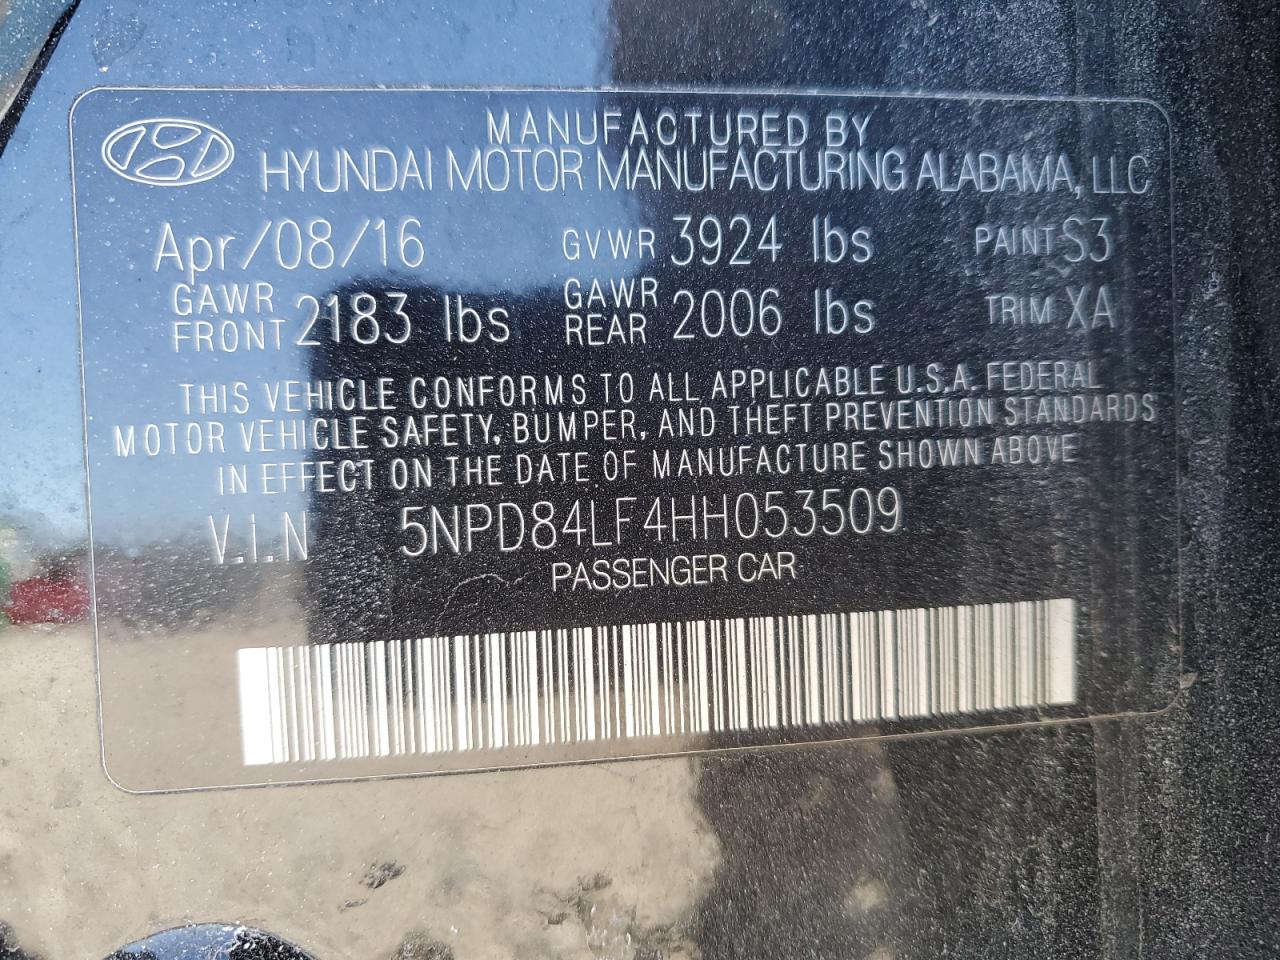 MANUFACTURED BY
HYUNDAI MOTOR MANUFACTURING ALABAMA, LLC
Apr/08/16 GVWR 3924 lbs PAINT S3
GAWR FRONT 2183 lbs GAWR REAR 2006 lbs TRIM XA
THIS VEHICLE CONFORMS TO ALL APPLICABLE U.S.A. FEDERAL
MOTOR VEHICLE SAFETY, BUMPER, AND THEFT PREVENTION STANDARDS
IN EFFECT ON THE DATE OF MANUFACTURE SHOWN ABOVE
V.I.N 5NPD84LF4HH053509
PASSENGER CAR